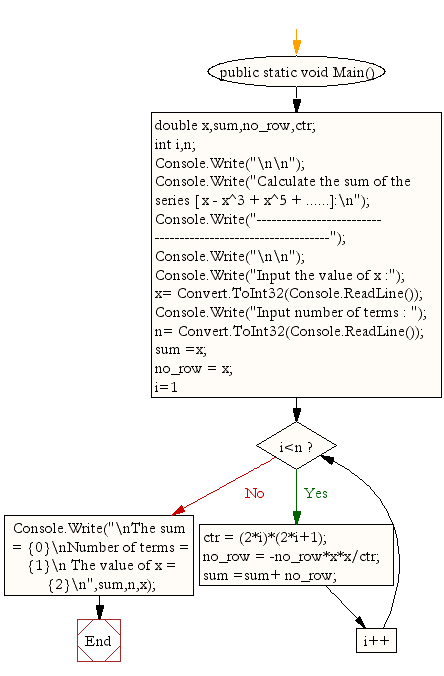 public static void Main()
double x,sum,no_row,ctr;
int i,n;
Console.Write("\n\n");
Console.Write("Calculate the sum of the
series [ x - x^3 + x^5 + ......]:\n");
Console.Write("-------------------------
-----------------------------------");
Console.Write("\n\n");
Console.Write("Input the value of x :");
x= Convert.ToInt32(Console.ReadLine());
Console.Write("Input number of terms : ");
n= Convert.ToInt32(Console.ReadLine());
sum =x;
no_row = x;
i=1
i<n ?
No
Yes
Console.Write("\nThe sum
= {0}\nNumber of terms =
{1}\n The value of x =
{2}\n",sum,n,x);
ctr = (2*i)*(2*i+1);
no_row = -no_row*x*x/ctr;
sum =sum+ no_row;
End
i++